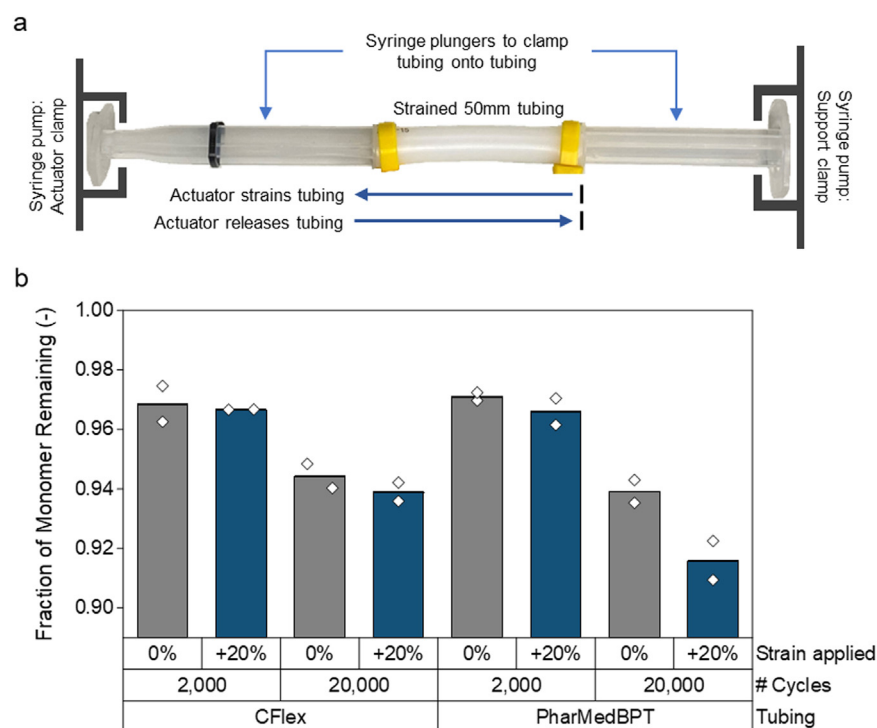 a
Syringe plungers to clamp
tubing onto tubing
Strained 50mm tubing
Syringe pump:
Actuator clamp
Syringe pump:
Support clamp
15
Actuator strains tubing
Actuator releases tubing
b
Fraction of Monomer Remaining (-)
1.00
0.98
0.96
0.94
0.92
0.90
0% +20% 0% +20% 0% +20% 0% +20% Strain applied
2,000 20,000 2,000 20,000 # Cycles
CFlex PharMedBPT Tubing